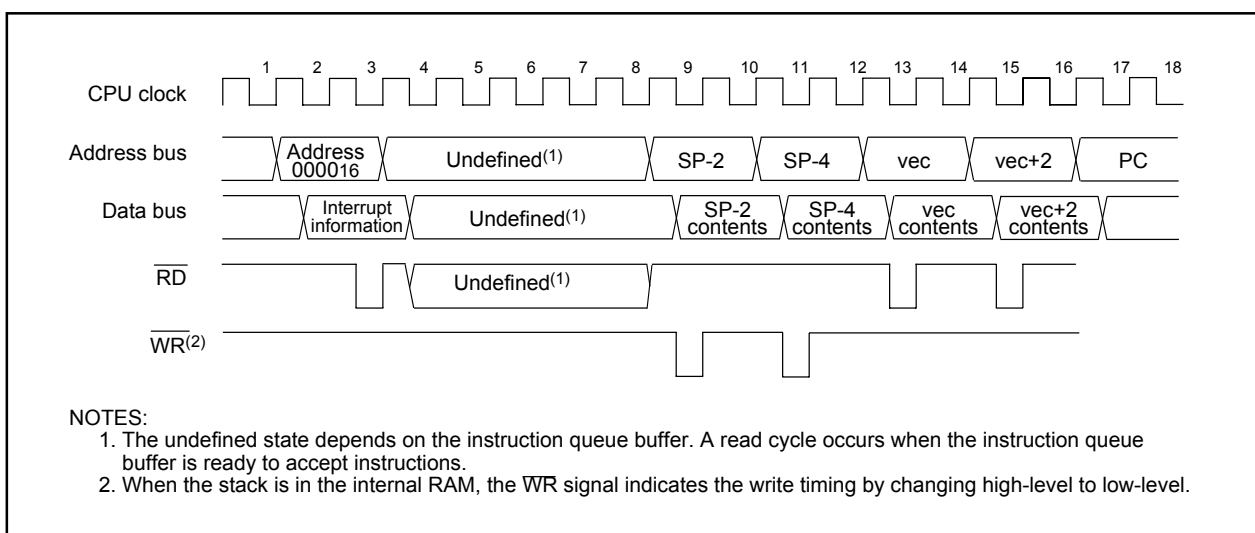 1 2 3 4 5 6 7 8 9 10 11 12 13 14 15 16 17 18
CPU clock
Address bus
Address
000016
Undefined(1)
SP-2
SP-4
vec
vec+2
PC
Data bus
Interrupt
information
Undefined(1)
SP-2
contents
SP-4
contents
vec
contents
vec+2
contents
RD
Undefined(1)
WR(2)
NOTES:
1. The undefined state depends on the instruction queue buffer. A read cycle occurs when the instruction queue
buffer is ready to accept instructions.
2. When the stack is in the internal RAM, the WR signal indicates the write timing by changing high-level to low-level.